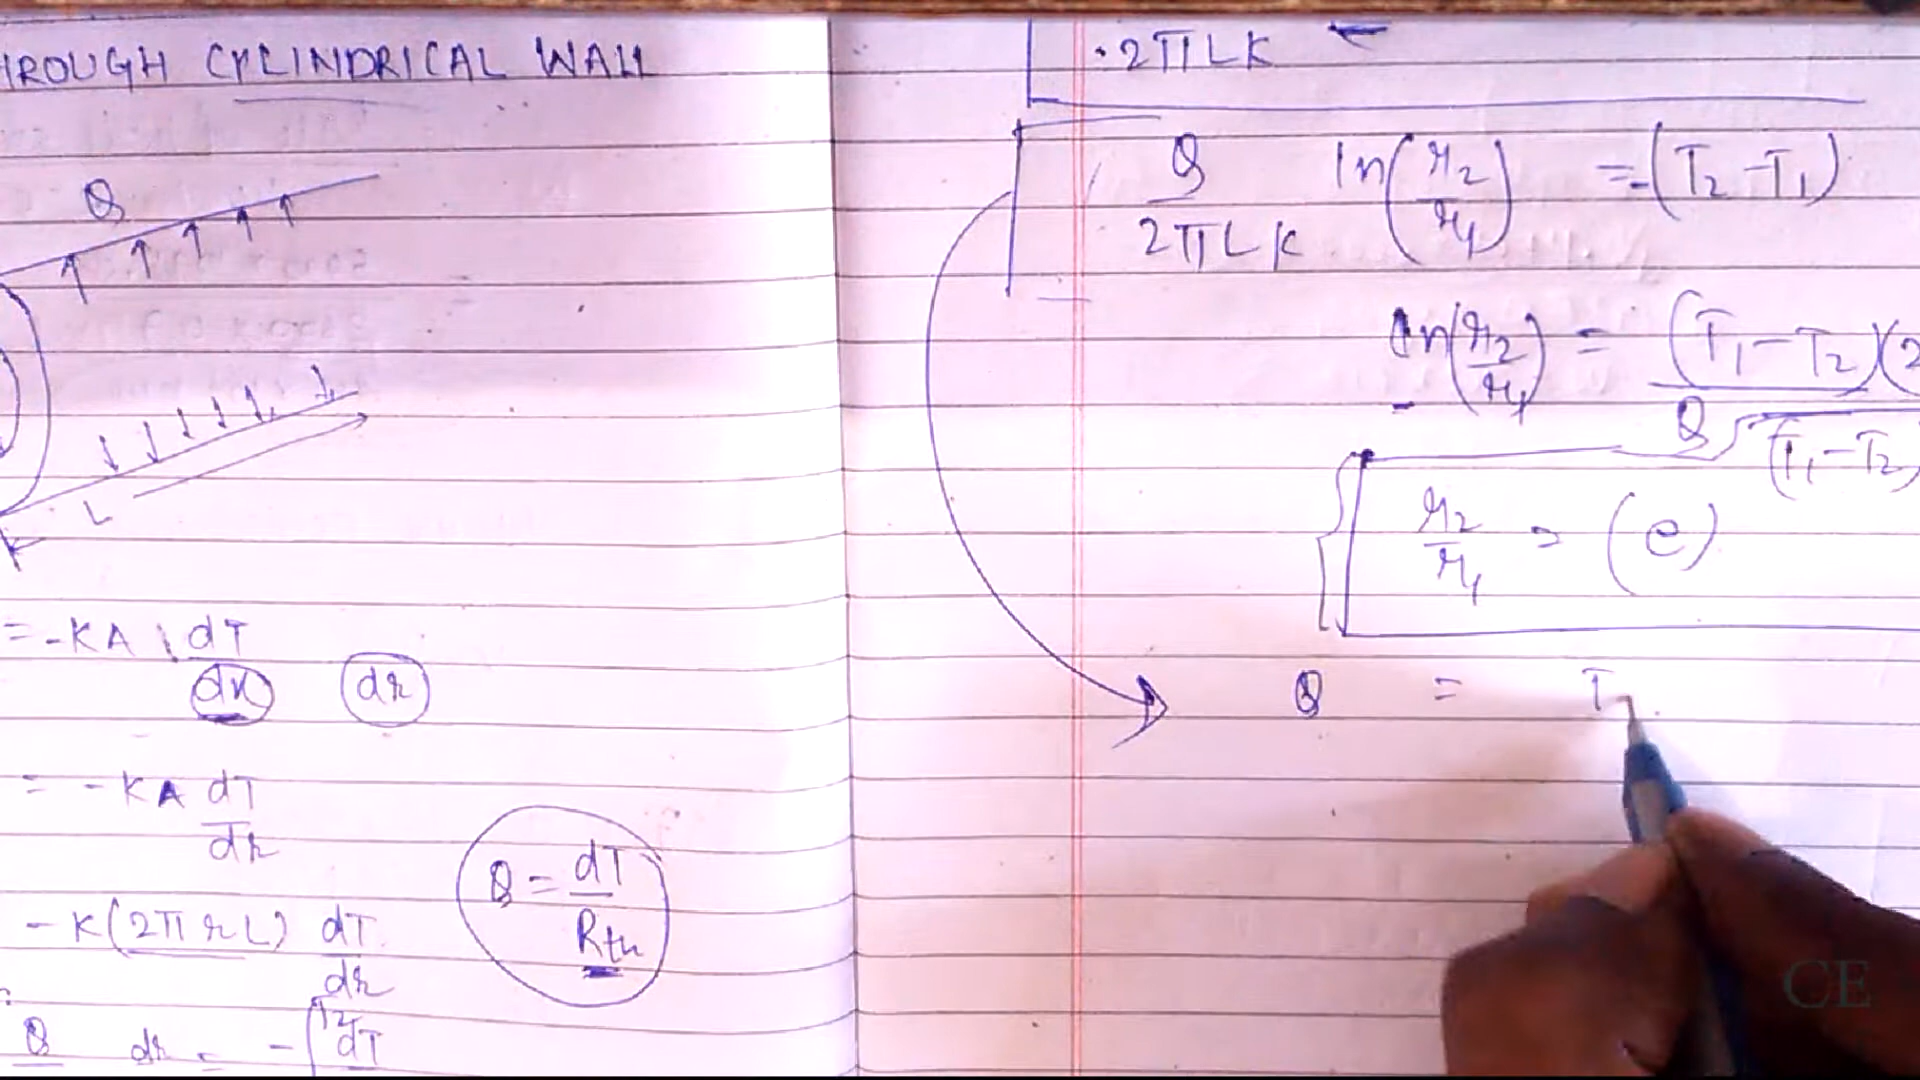 HROUGH CYLINDRICAL WALL
Q
L
= -KA dT
dx dr
= -KA dT
dr
Q = dT
Rth
-K(2πrL) dT
dr
Q dr = -∫T2 dT
.2πLK
Q ln(r2/r1) = -(T2-T1)
2πLK
ln(r2/r1) = (T1-T2)(2
Q
(T1-T2)
r2/r1 = (e)
Q = T
CE